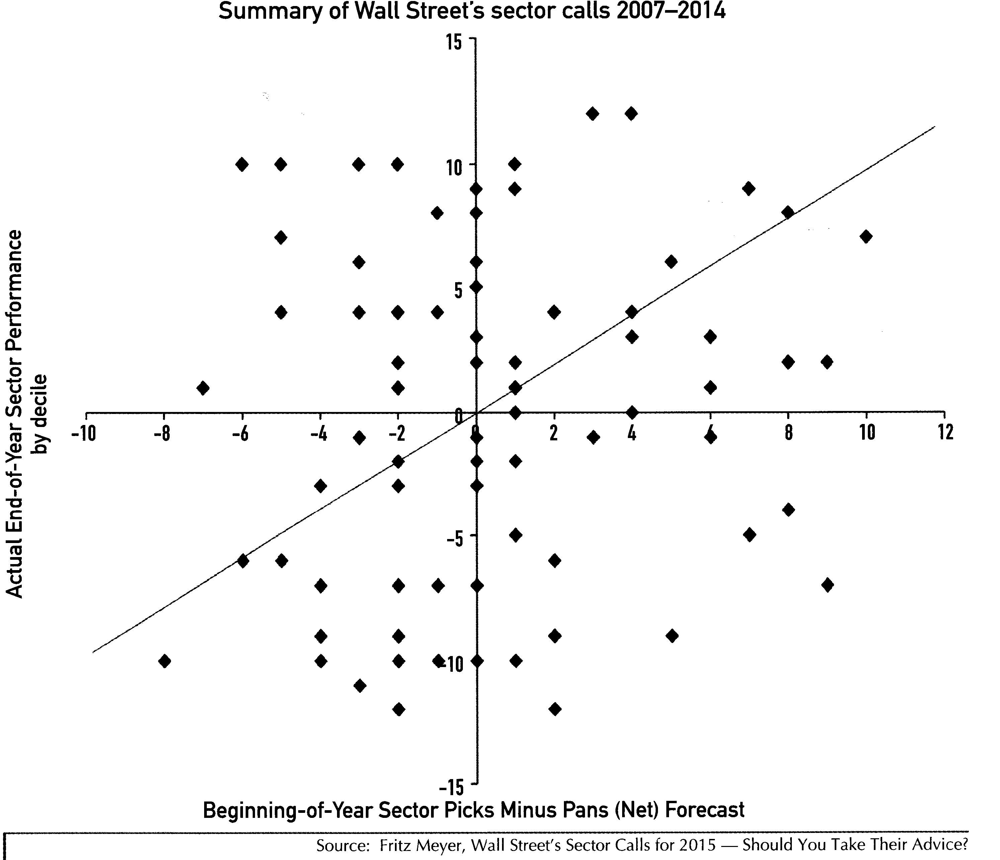 Summary of Wall Street's sector calls 2007–2014
15
10
5
0
-5
-10
-15
-10 -8 -6 -4 -2 0 2 4 6 8 10 12
Actual End-of-Year Sector Performance
by decile
Beginning-of-Year Sector Picks Minus Pans (Net) Forecast
Source: Fritz Meyer, Wall Street's Sector Calls for 2015 — Should You Take Their Advice?